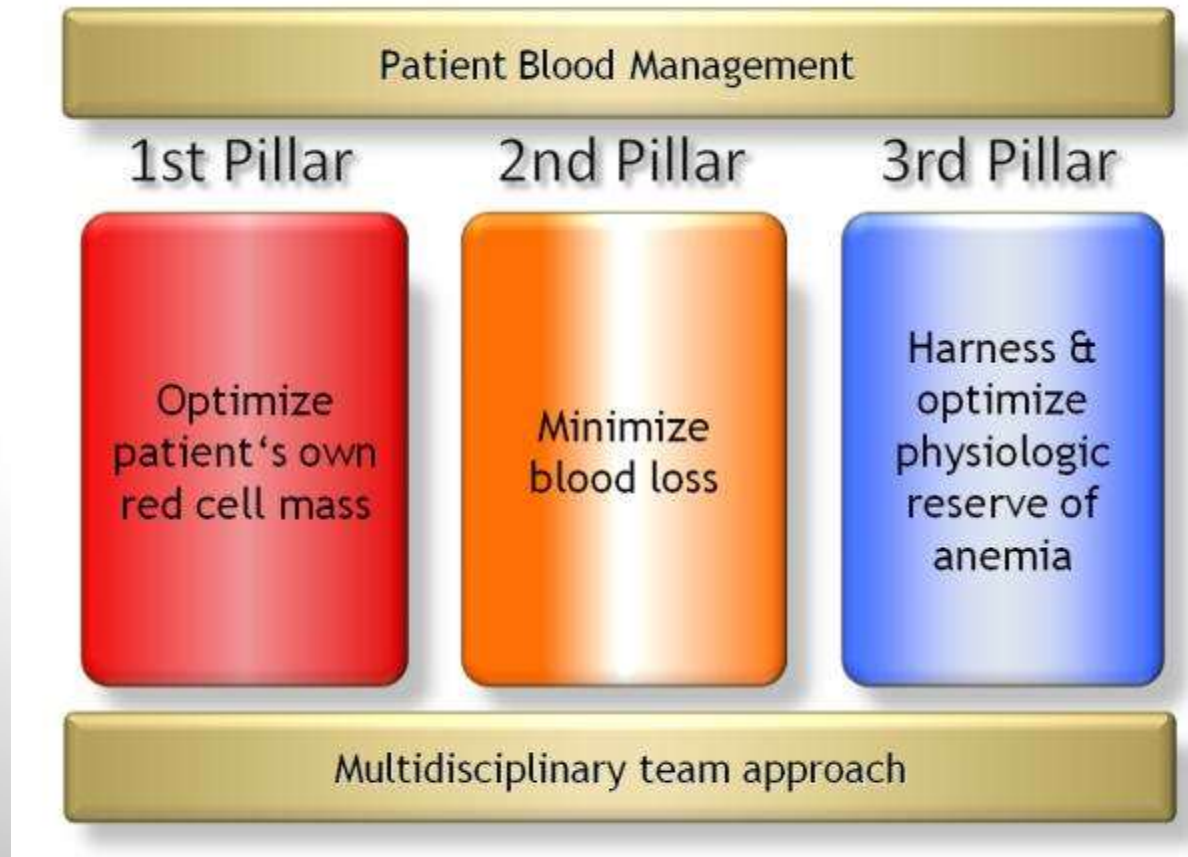 Patient Blood Management
1st Pillar
2nd Pillar
3rd Pillar
Optimize
patient‘s own
red cell mass
Minimize
blood loss
Harness &
optimize
physiologic
reserve of
anemia
Multidisciplinary team approach